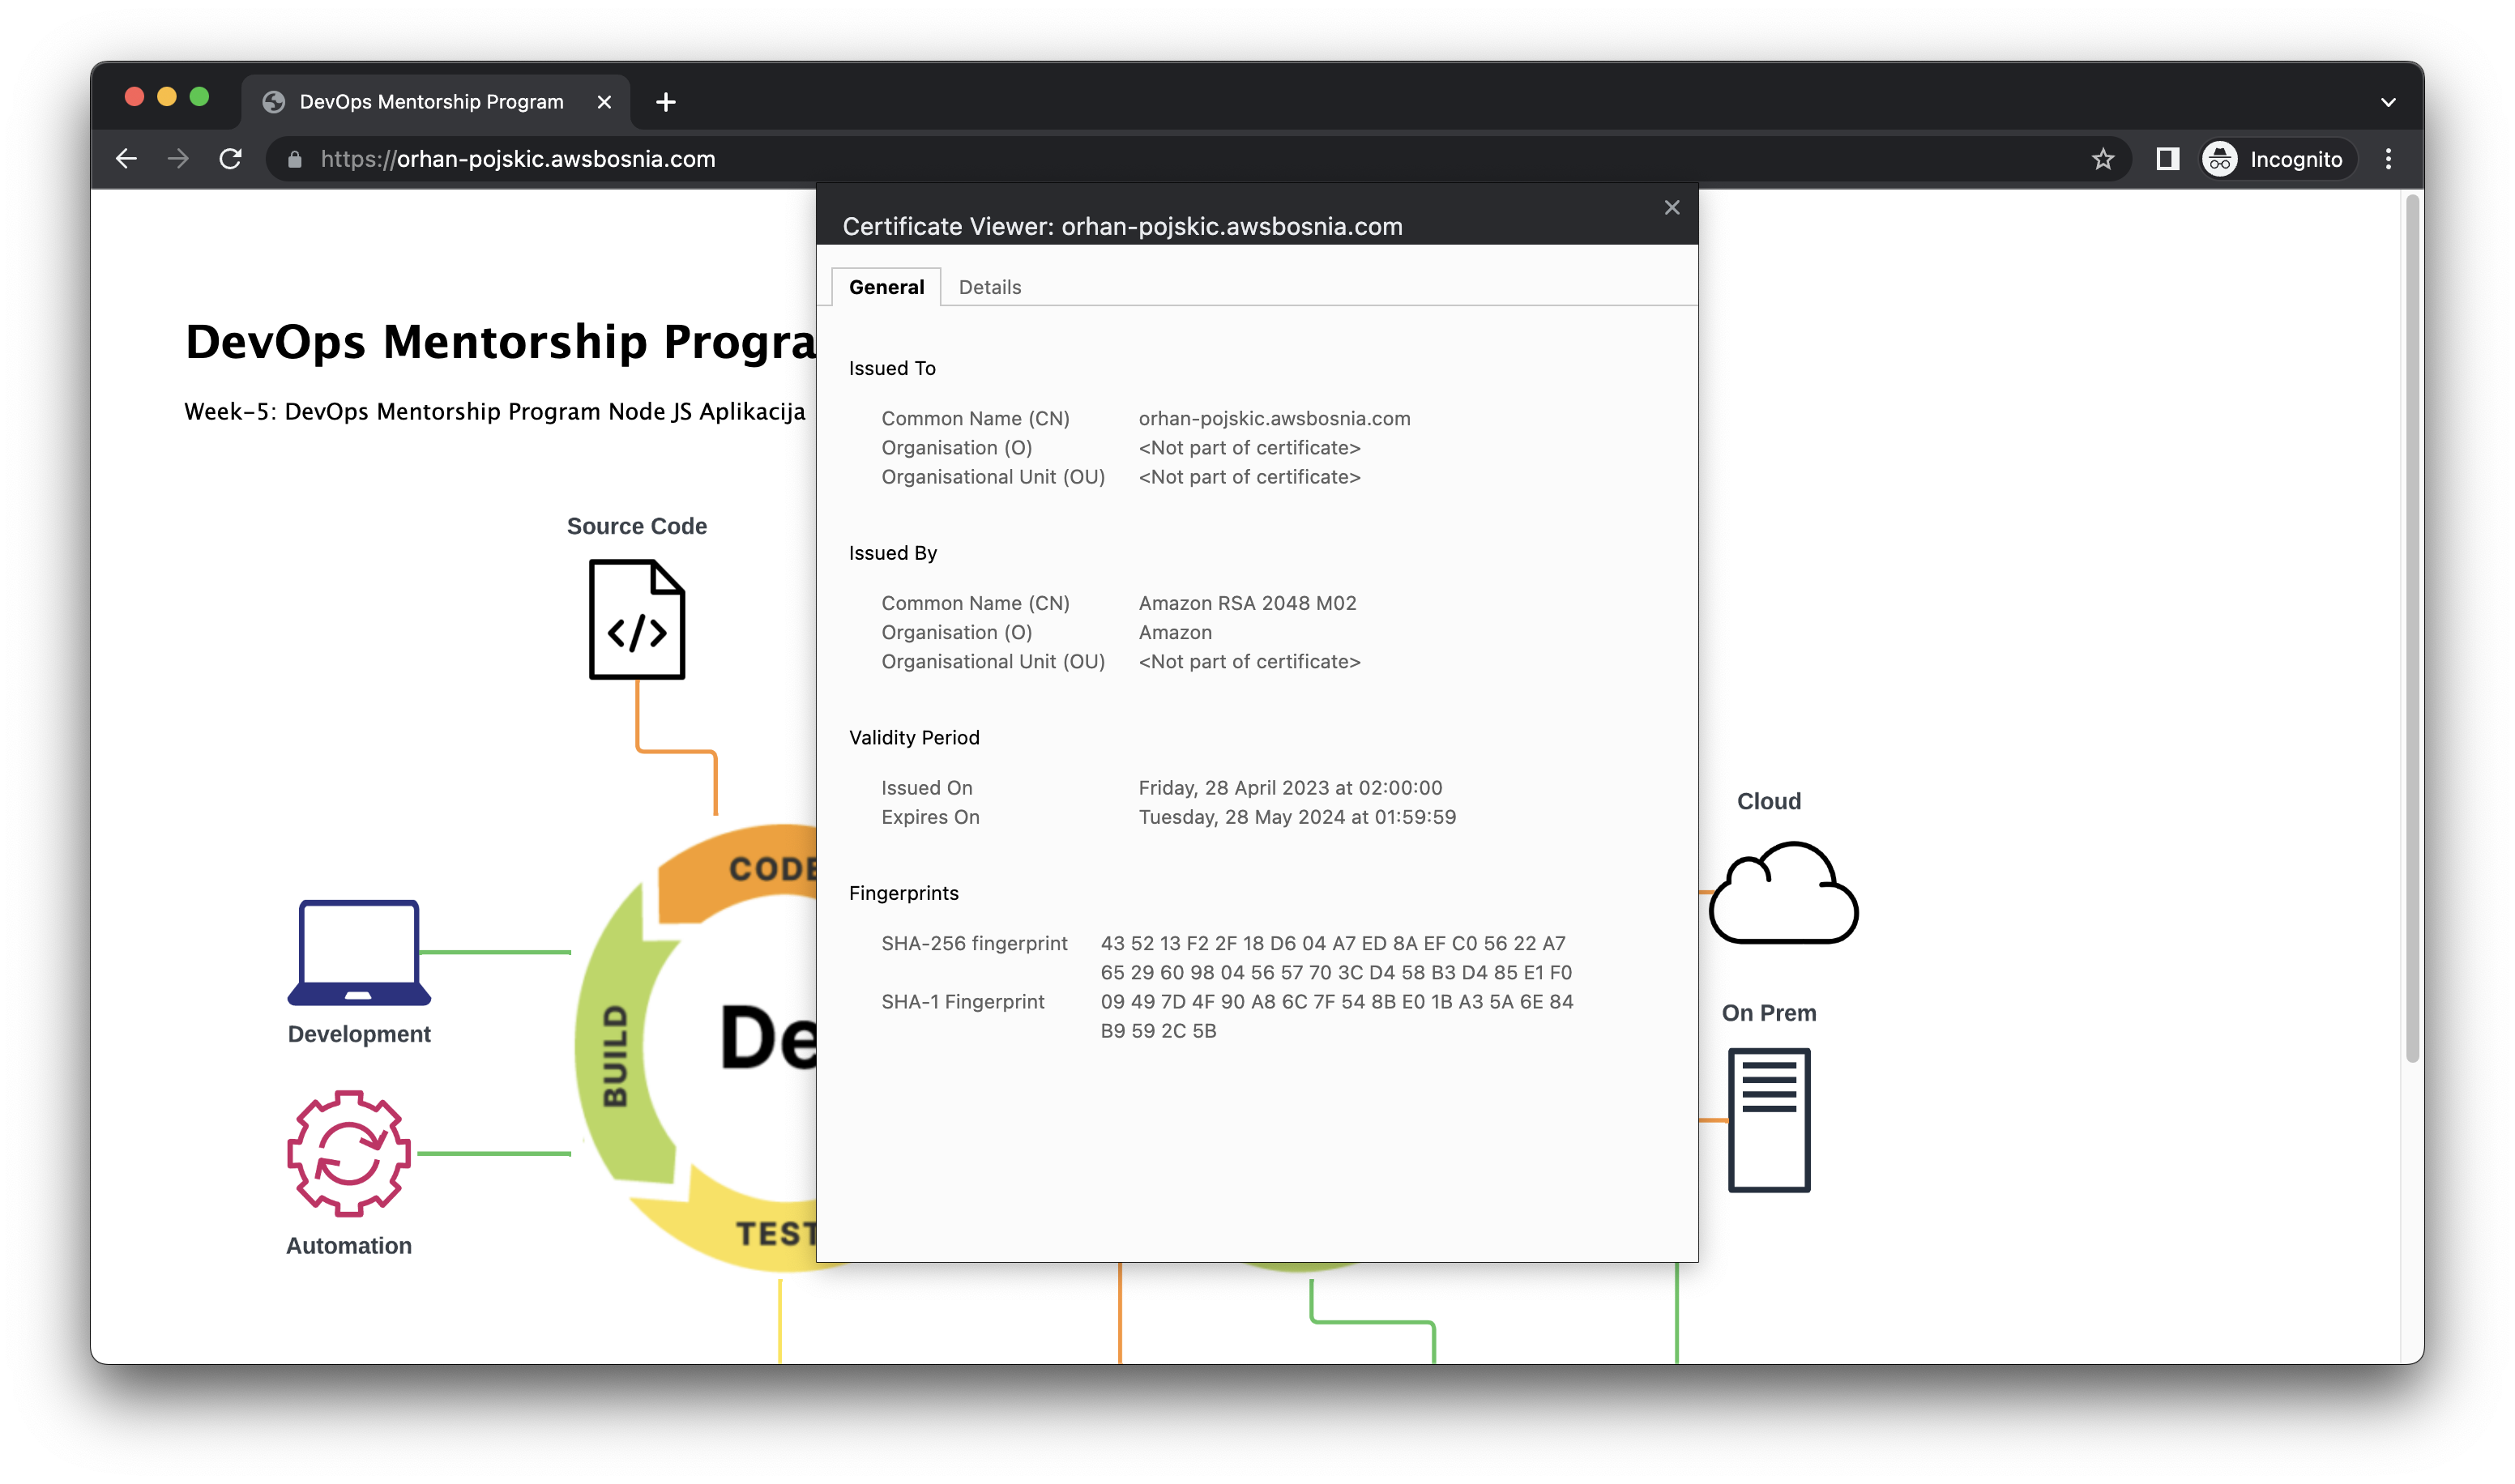 DevOps Mentorship Program
https://orhan-pojskic.awsbosnia.com
Incognito
Certificate Viewer: orhan-pojskic.awsbosnia.com
General Details
Issued To
Common Name (CN) orhan-pojskic.awsbosnia.com
Organisation (O) <Not part of certificate>
Organisational Unit (OU) <Not part of certificate>
Issued By
Common Name (CN) Amazon RSA 2048 M02
Organisation (O) Amazon
Organisational Unit (OU) <Not part of certificate>
Validity Period
Issued On Friday, 28 April 2023 at 02:00:00
Expires On Tuesday, 28 May 2024 at 01:59:59
Fingerprints
SHA-256 fingerprint 43 52 13 F2 2F 18 D6 04 A7 ED 8A EF C0 56 22 A7
65 29 60 98 04 56 57 70 3C D4 58 B3 D4 85 E1 F0
SHA-1 Fingerprint 09 49 7D 4F 90 A8 6C 7F 54 8B E0 1B A3 5A 6E 84
B9 59 2C 5B
DevOps Mentorship Progra
Week-5: DevOps Mentorship Program Node JS Aplikacija
Source Code
CODE
BUILD
De
TEST
Development
Automation
Cloud
On Prem